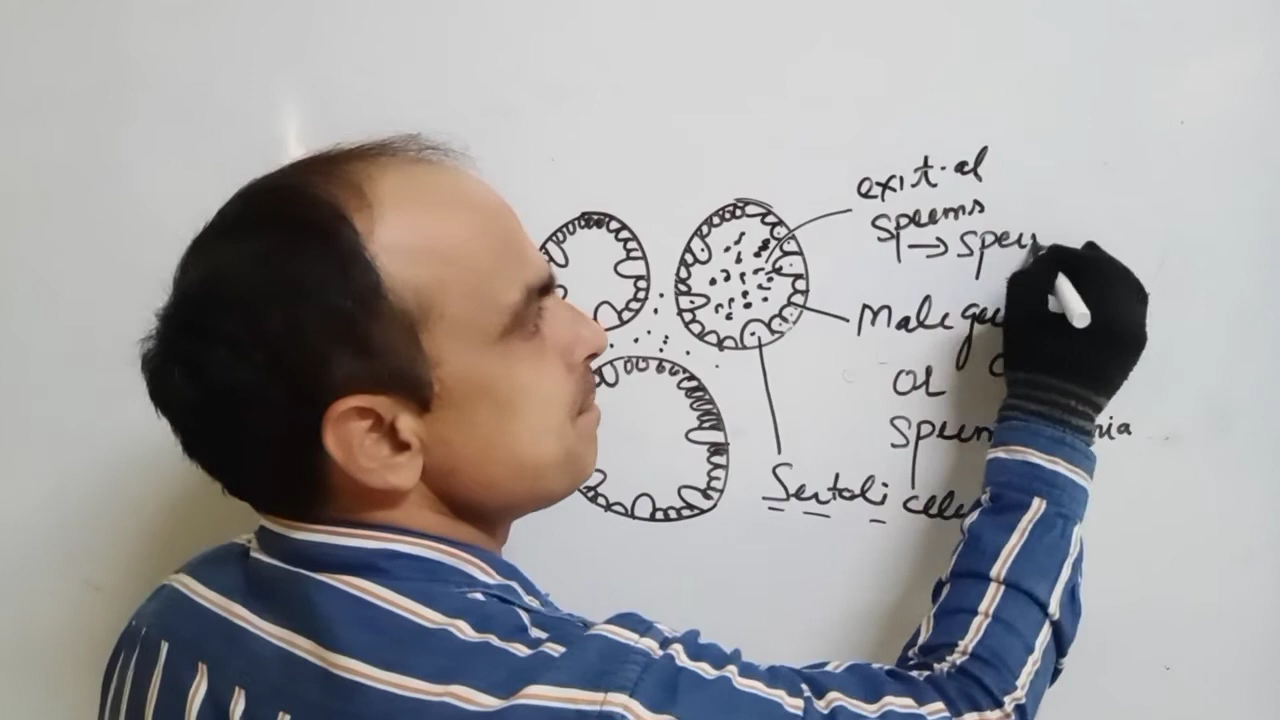 exit-al
sperms
→ sper
Male ge
or
sperm nia
Sertoli cell